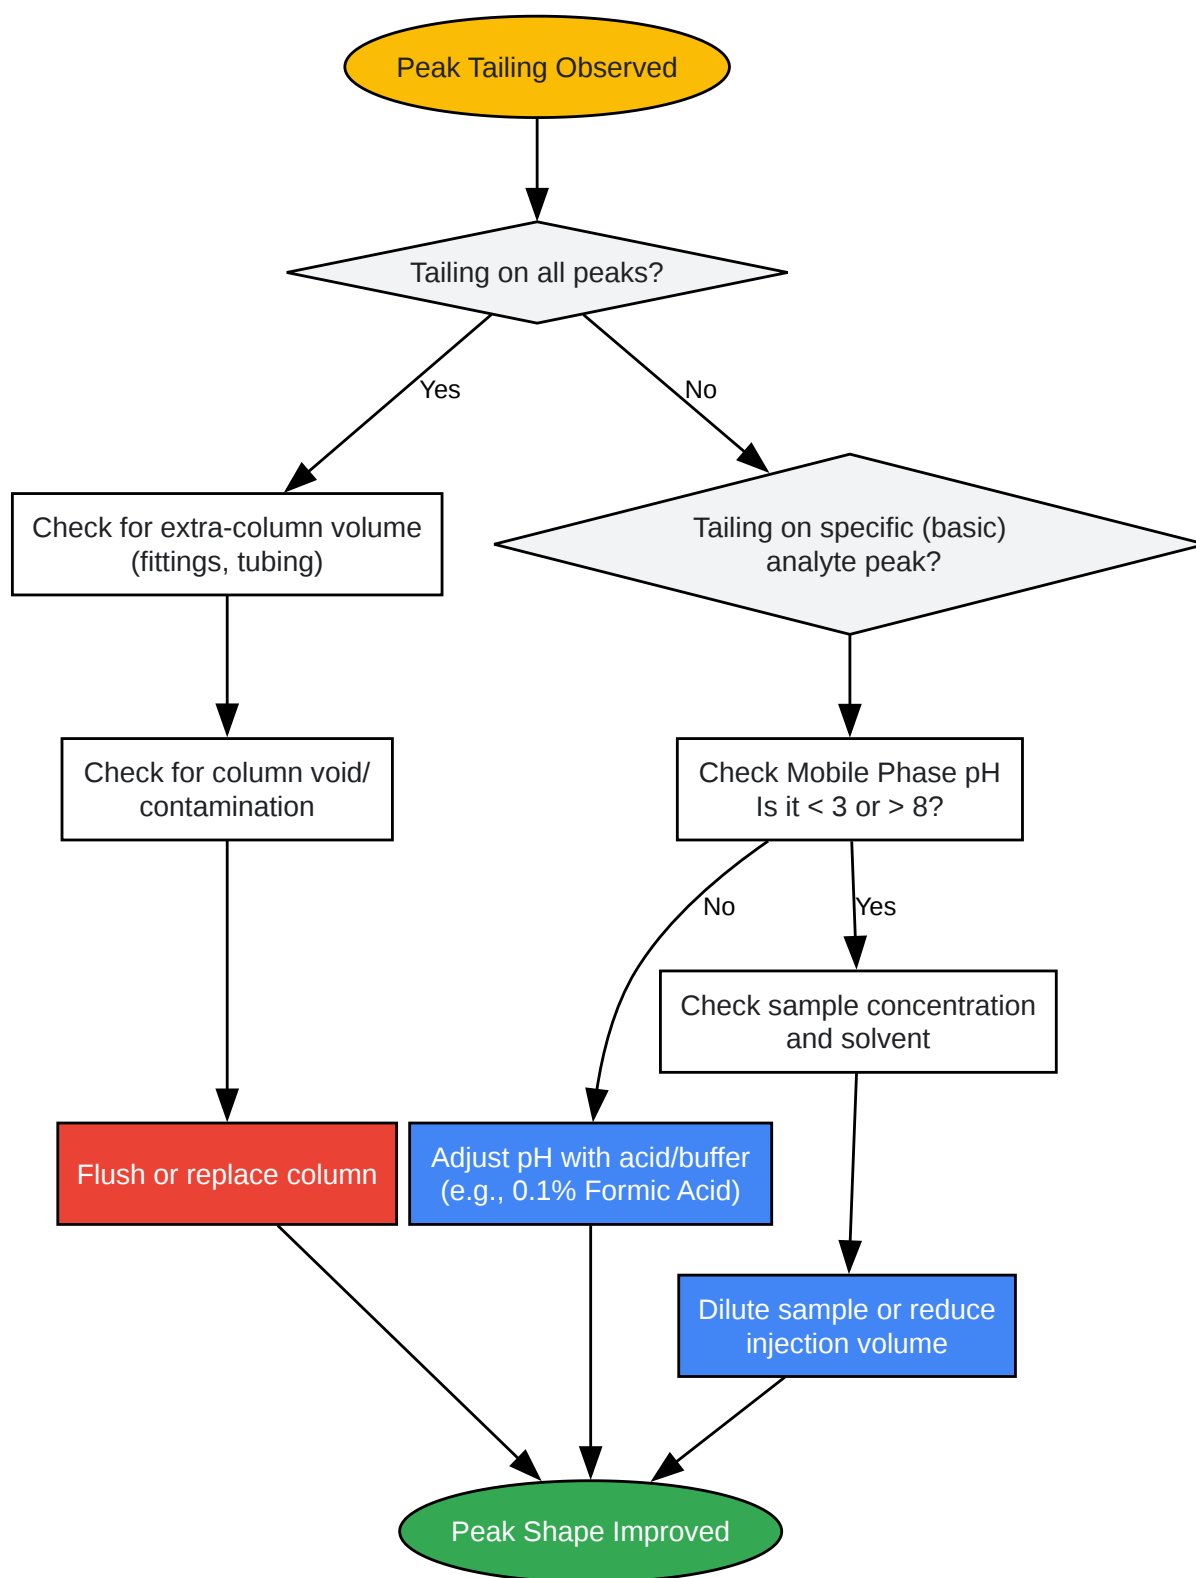 Peak Tailing Observed
Tailing on all peaks?
Yes
No
Check for extra-column volume
(fittings, tubing)
Tailing on specific (basic)
analyte peak?
Check for column void/
contamination
Check Mobile Phase pH
Is it < 3 or > 8?
No
Yes
Check sample concentration
and solvent
Flush or replace column
Adjust pH with acid/buffer
(e.g., 0.1% Formic Acid)
Dilute sample or reduce
injection volume
Peak Shape Improved